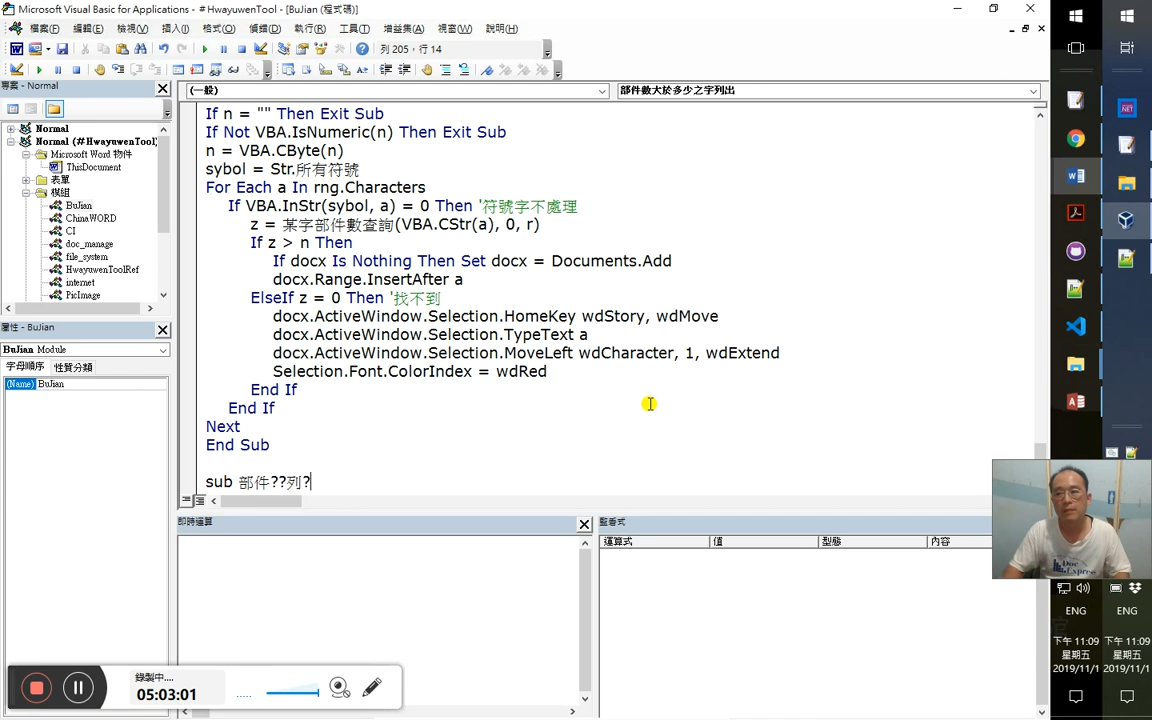 Microsoft Visual Basic for Applications - #HwayuwenTool - [BuJian (程式碼)]
檔案(F) 編輯(E) 檢視(V) 插入(I) 格式(O) 偵錯(D) 執行(R) 工具(T) 增益集(A) 視窗(W) 說明(H)
列 205，行 14
專案 - Normal
(一般)
部件數大於多少之字列出
Normal
Normal (#HwayuwenTool)
Microsoft Word 物件
ThisDocument
表單
模組
BuJian
ChinaWORD
CI
doc_manage
file_system
HwayuwenToolRef
internet
PicImage
屬性 - BuJian
BuJian Module
字母順序 性質分類
(Name) BuJian
If n = "" Then Exit Sub
If Not VBA.IsNumeric(n) Then Exit Sub
n = VBA.CByte(n)
sybol = Str.所有符號
For Each a In rng.Characters
If VBA.InStr(sybol, a) = 0 Then '符號字不處理
z = 某字部件數查詢(VBA.CStr(a), 0, r)
If z > n Then
If docx Is Nothing Then Set docx = Documents.Add
docx.Range.InsertAfter a
ElseIf z = 0 Then '找不到
docx.ActiveWindow.Selection.HomeKey wdStory, wdMove
docx.ActiveWindow.Selection.TypeText a
docx.ActiveWindow.Selection.MoveLeft wdCharacter, 1, wdExtend
Selection.Font.ColorIndex = wdRed
End If
End If
Next
End Sub
sub 部件??列?
即時運算
監看式
運算式 值 型態 內容
錄製中....
05:03:01
Doc
Express
ENG
下午 11:09
星期五
2019/11/1
ENG
下午 11:09
星期五
2019/11/1